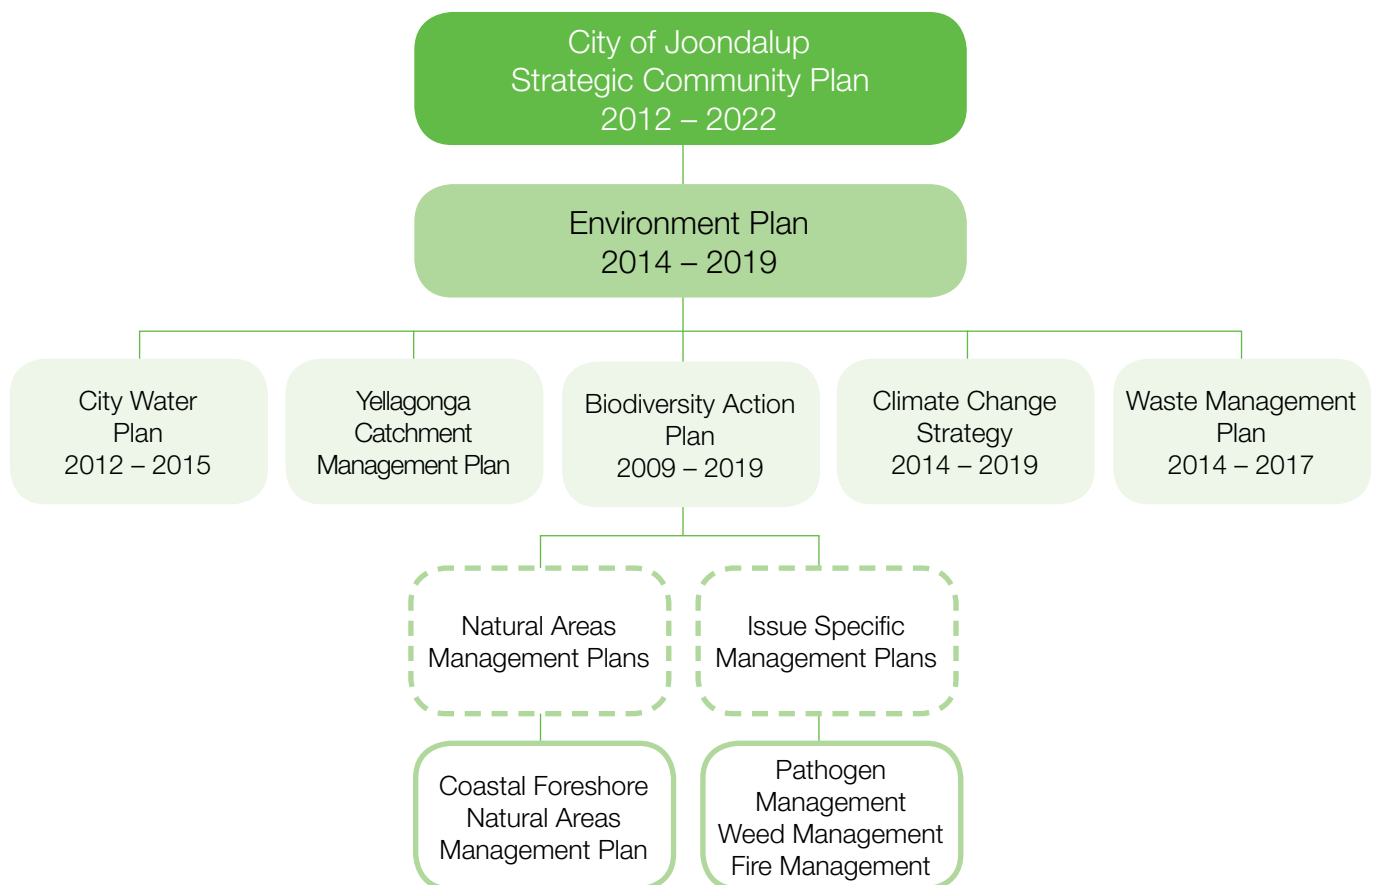 City of Joondalup
Strategic Community Plan
2012 – 2022
Environment Plan
2014 – 2019
City Water
Plan
2012 – 2015
Yellagonga
Catchment
Management Plan
Biodiversity Action
Plan
2009 – 2019
Climate Change
Strategy
2014 – 2019
Waste Management
Plan
2014 – 2017
Natural Areas
Management Plans
Issue Specific
Management Plans
Coastal Foreshore
Natural Areas
Management Plan
Pathogen
Management
Weed Management
Fire Management